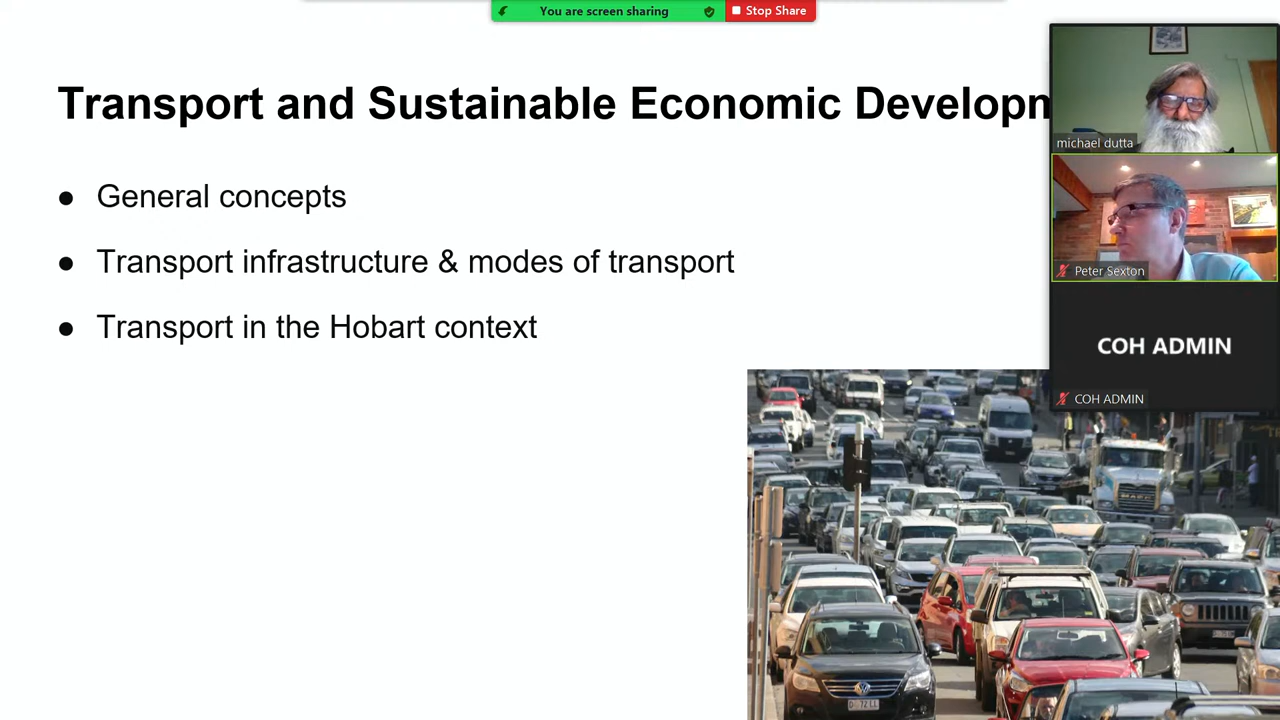 You are screen sharing
Stop Share
Transport and Sustainable Economic Developm
● General concepts
● Transport infrastructure & modes of transport
● Transport in the Hobart context
michael dutta
Peter Sexton
COH ADMIN
COH ADMIN